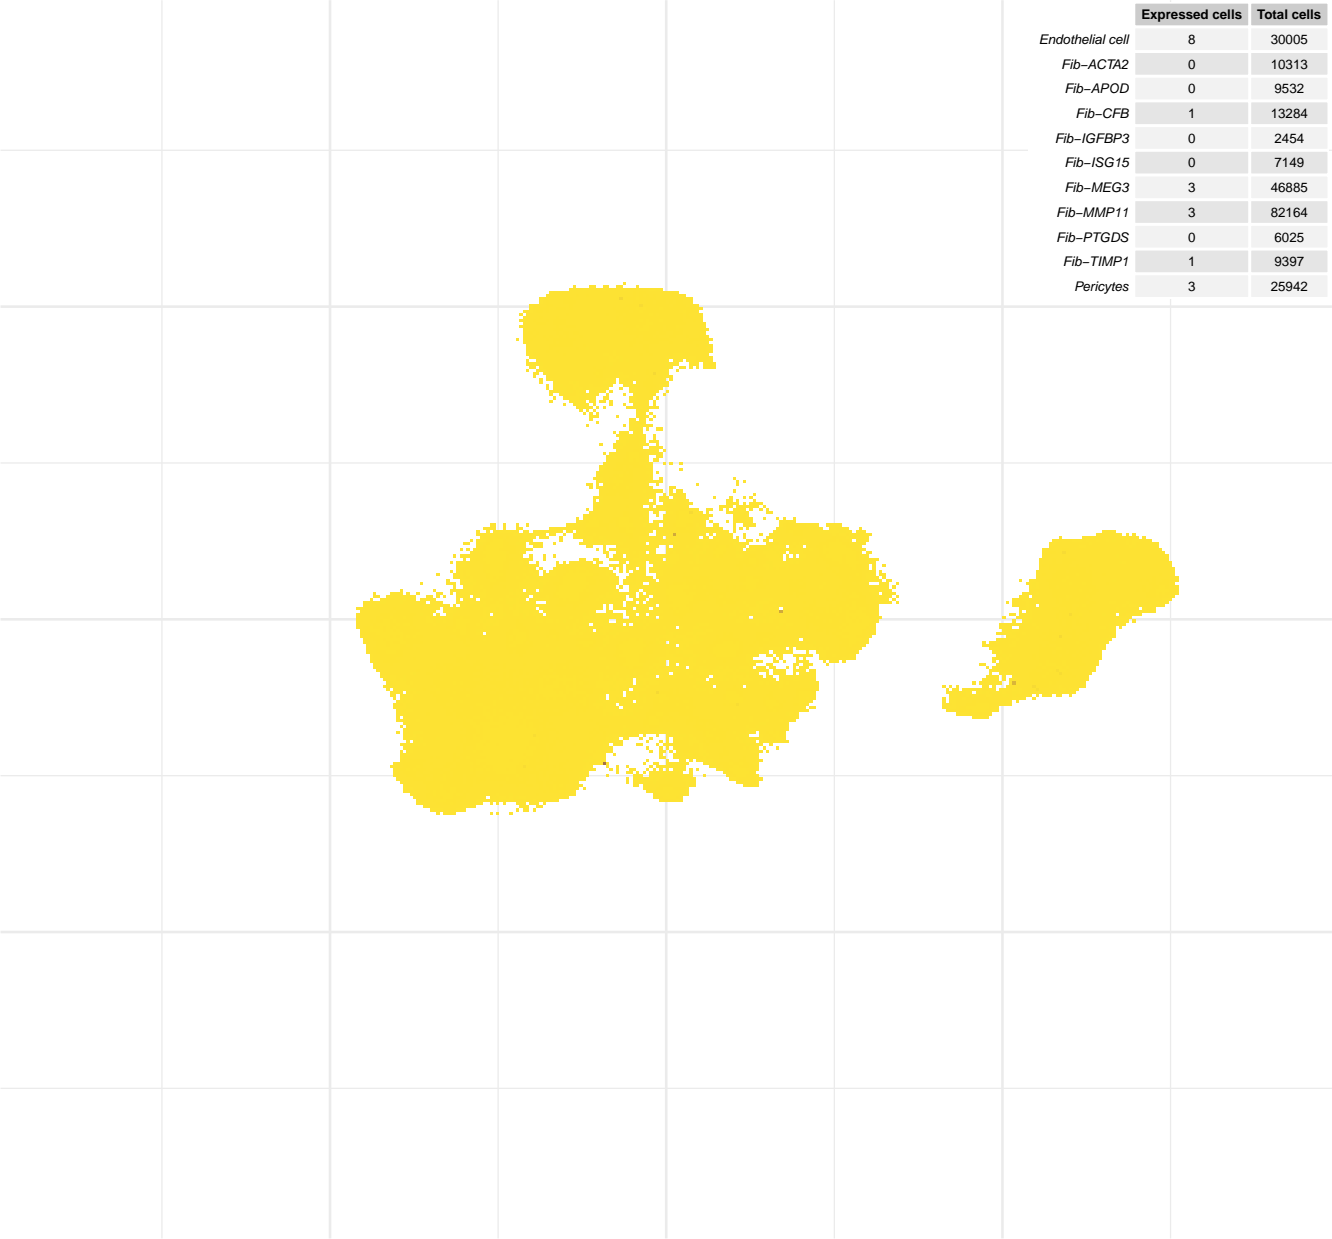 Expressed cells Total cells
Endothelial cell 8 30005
Fib−ACTA2 0 10313
Fib−APOD 0 9532
Fib−CFB 1 13284
Fib−IGFBP3 0 2454
Fib−ISG15 0 7149
Fib−MEG3 3 46885
Fib−MMP11 3 82164
Fib−PTGDS 0 6025
Fib−TIMP1 1 9397
Pericytes 3 25942